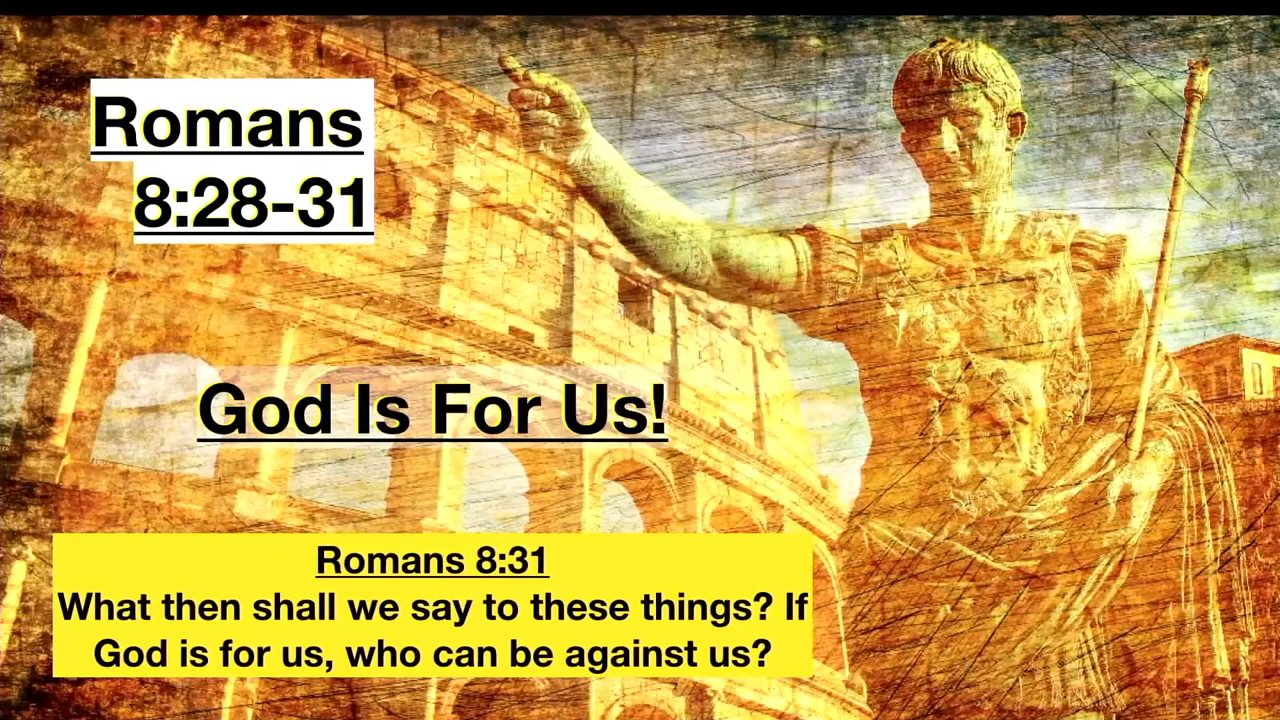 Romans
8:28-31
God Is For Us!
Romans 8:31
What then shall we say to these things? If
God is for us, who can be against us?